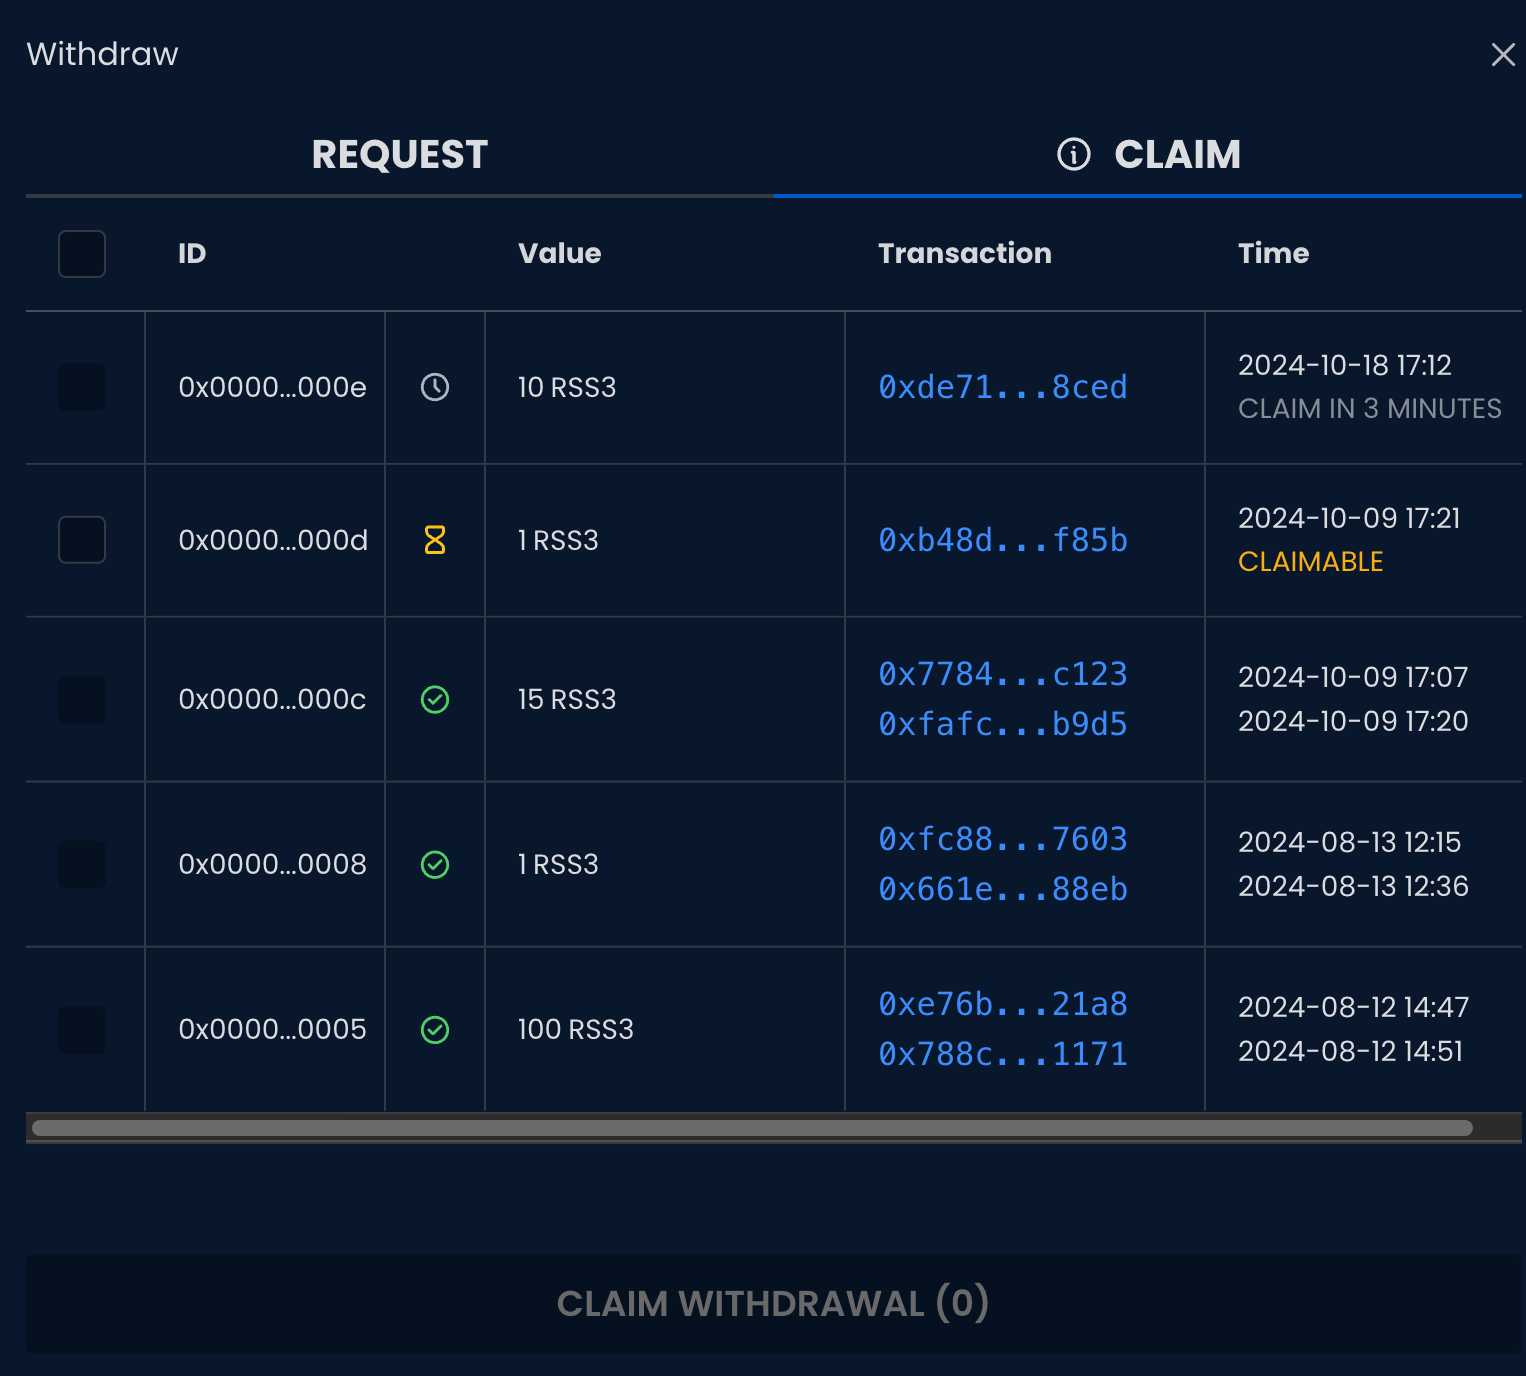 Withdraw
REQUEST
CLAIM
ID Value Transaction Time
0x0000...000e 10 RSS3 0xde71...8ced 2024-10-18 17:12
CLAIM IN 3 MINUTES
0x0000...000d 1 RSS3 0xb48d...f85b 2024-10-09 17:21
CLAIMABLE
0x0000...000c 15 RSS3 0x7784...c123 2024-10-09 17:07
0xfafc...b9d5 2024-10-09 17:20
0x0000...0008 1 RSS3 0xfc88...7603 2024-08-13 12:15
0x661e...88eb 2024-08-13 12:36
0x0000...0005 100 RSS3 0xe76b...21a8 2024-08-12 14:47
0x788c...1171 2024-08-12 14:51
CLAIM WITHDRAWAL (0)